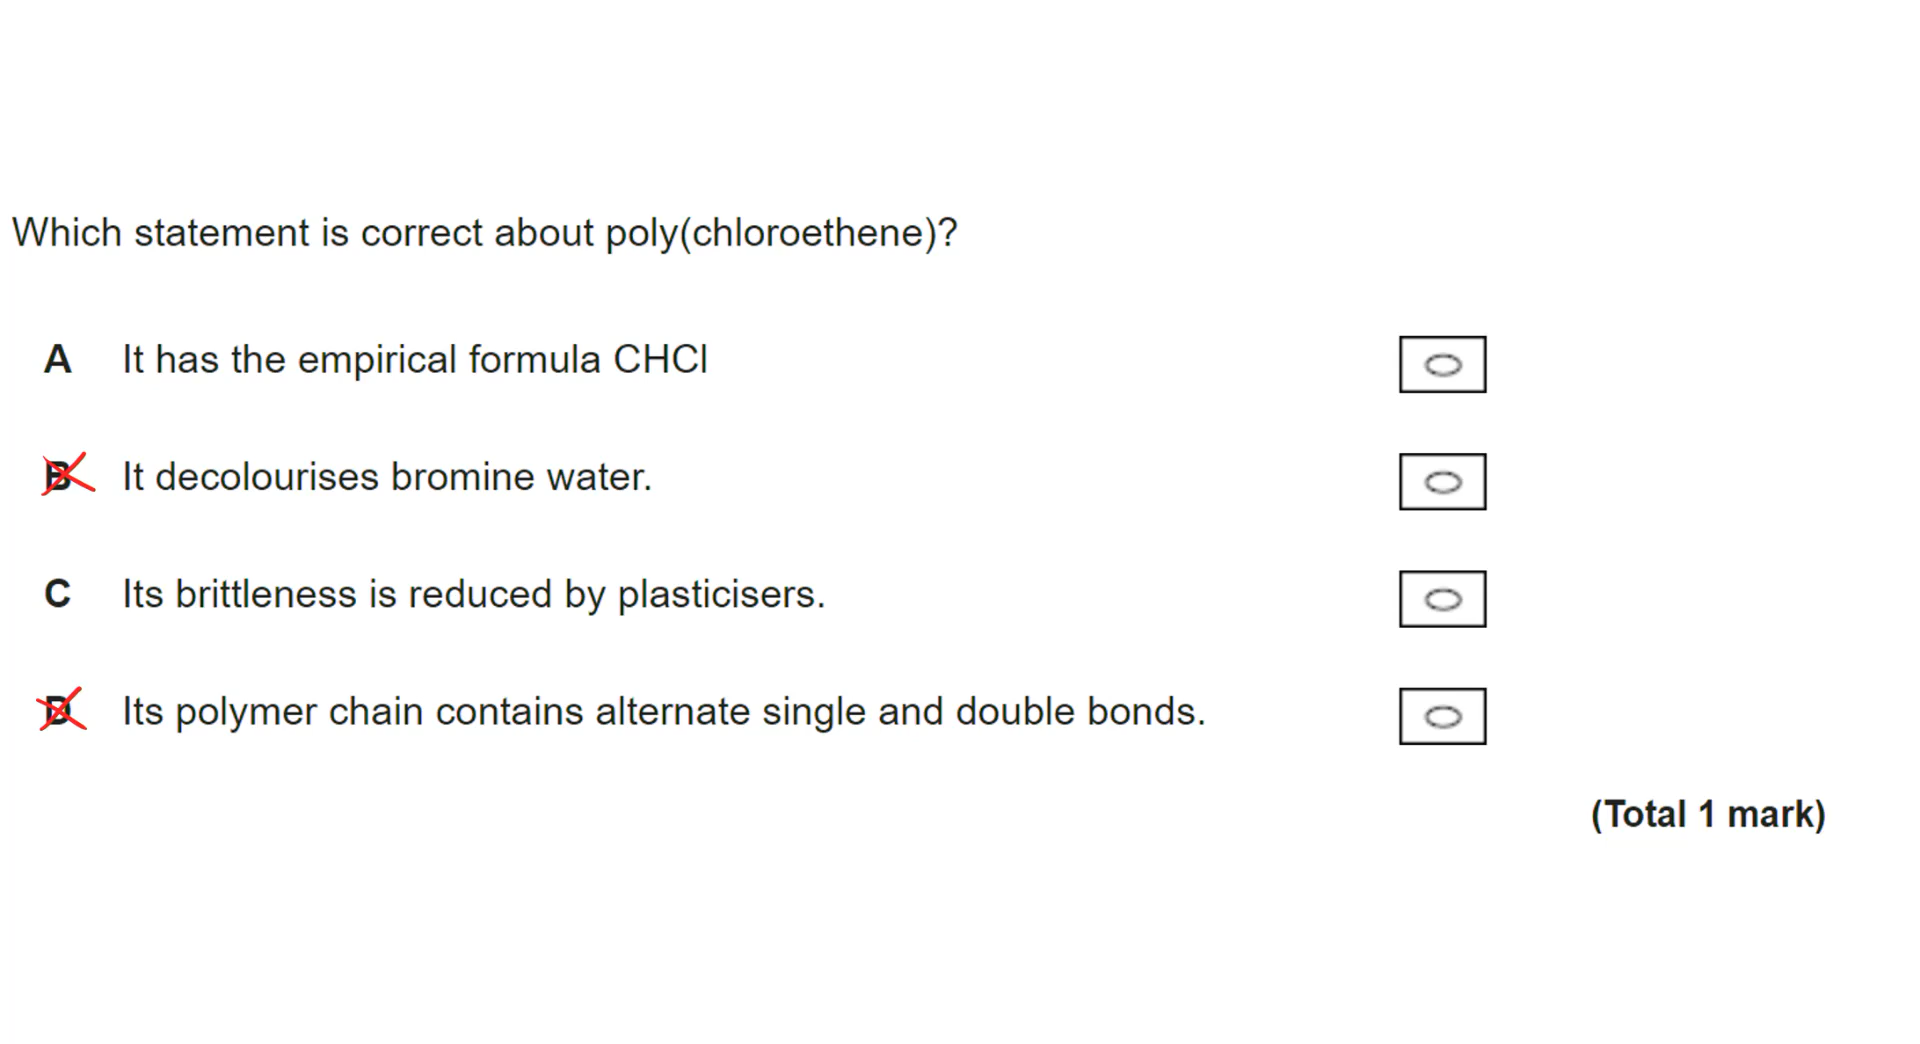 Which statement is correct about poly(chloroethene)?
A It has the empirical formula CHCl
B It decolourises bromine water.
C Its brittleness is reduced by plasticisers.
D Its polymer chain contains alternate single and double bonds.
(Total 1 mark)